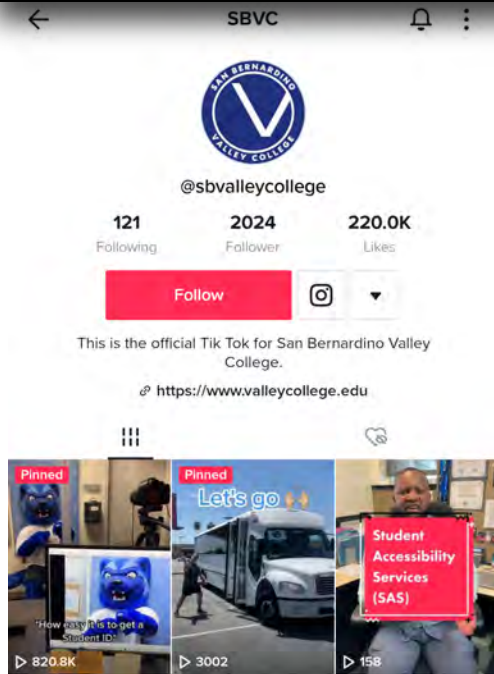 SBVC
SAN BERNARDINO
VALLEY COLLEGE
@sbvalleycollege
121
2024
220.0K
Following
Follower
Likes
Follow
This is the official Tik Tok for San Bernardino Valley
College.
https://www.valleycollege.edu
Pinned
"How easy it is to get a
Student ID"
820.8K
Pinned
Let's go 🙌
3002
Student
Accessibility
Services
(SAS)
158